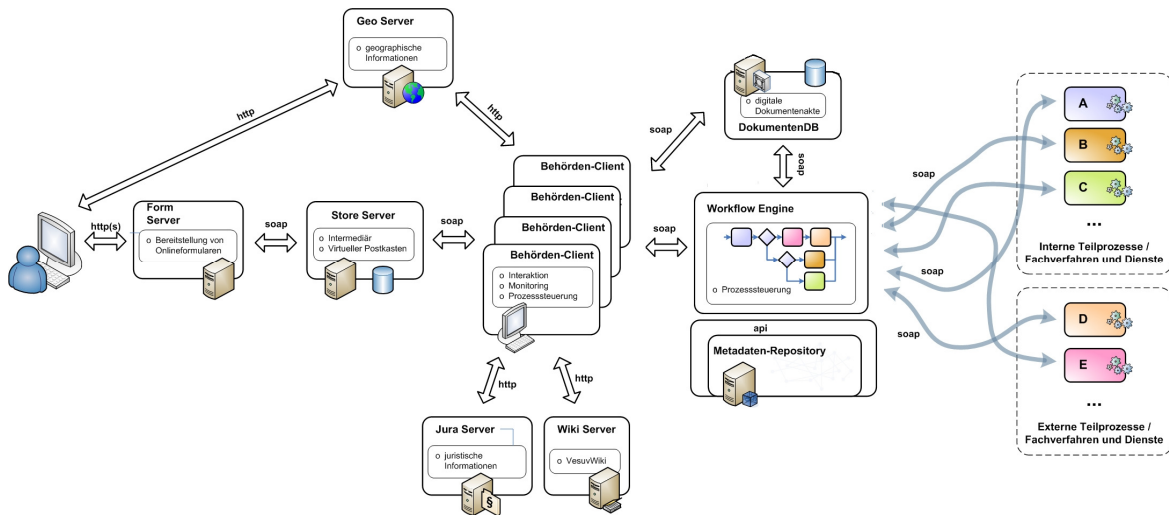 Geo Server
o geographische
Informationen
http
http
Form
Server
http(s)
o Bereitstellung von
Onlineformularen
soap
Store Server
o Intermediär
o Virtueller Postkasten
soap
Behörden-Client
Behörden-Client
Behörden-Client
Behörden-Client
o Interaktion
o Monitoring
o Prozesssteuerung
http
http
Jura Server
o juristische
Informationen
§
Wiki Server
o VesuvWiki
soap
o digitale
Dokumentenakte
DokumentenDB
soap
soap
Workflow Engine
o Prozesssteuerung
api
Metadaten-Repository
soap
soap
soap
A
B
C
...
Interne Teilprozesse /
Fachverfahren und Dienste
D
E
...
Externe Teilprozesse /
Fachverfahren und Dienste